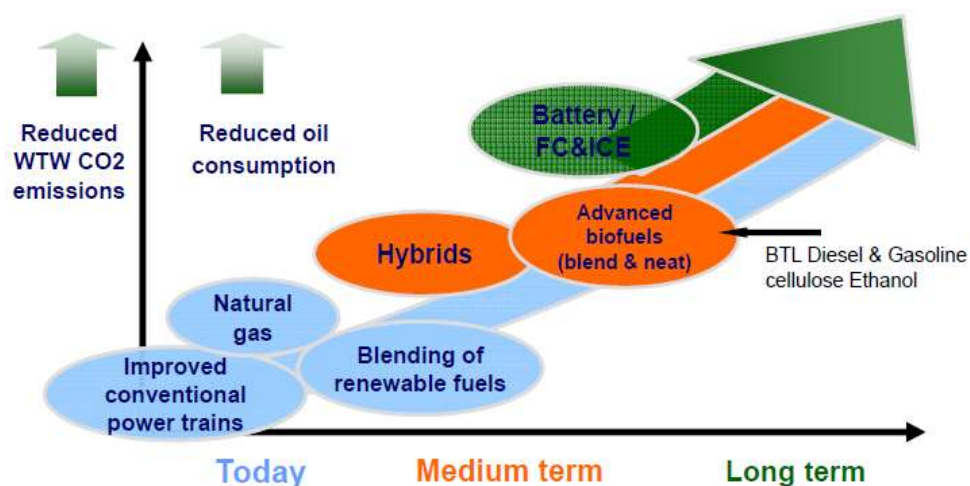 Reduced
WTW CO2
emissions
Reduced oil
consumption
Battery /
FC&ICE
Advanced
biofuels
(blend & neat)
BTL Diesel & Gasoline
cellulose Ethanol
Hybrids
Natural
gas
Blending of
renewable fuels
Improved
conventional
power trains
Today
Medium term
Long term